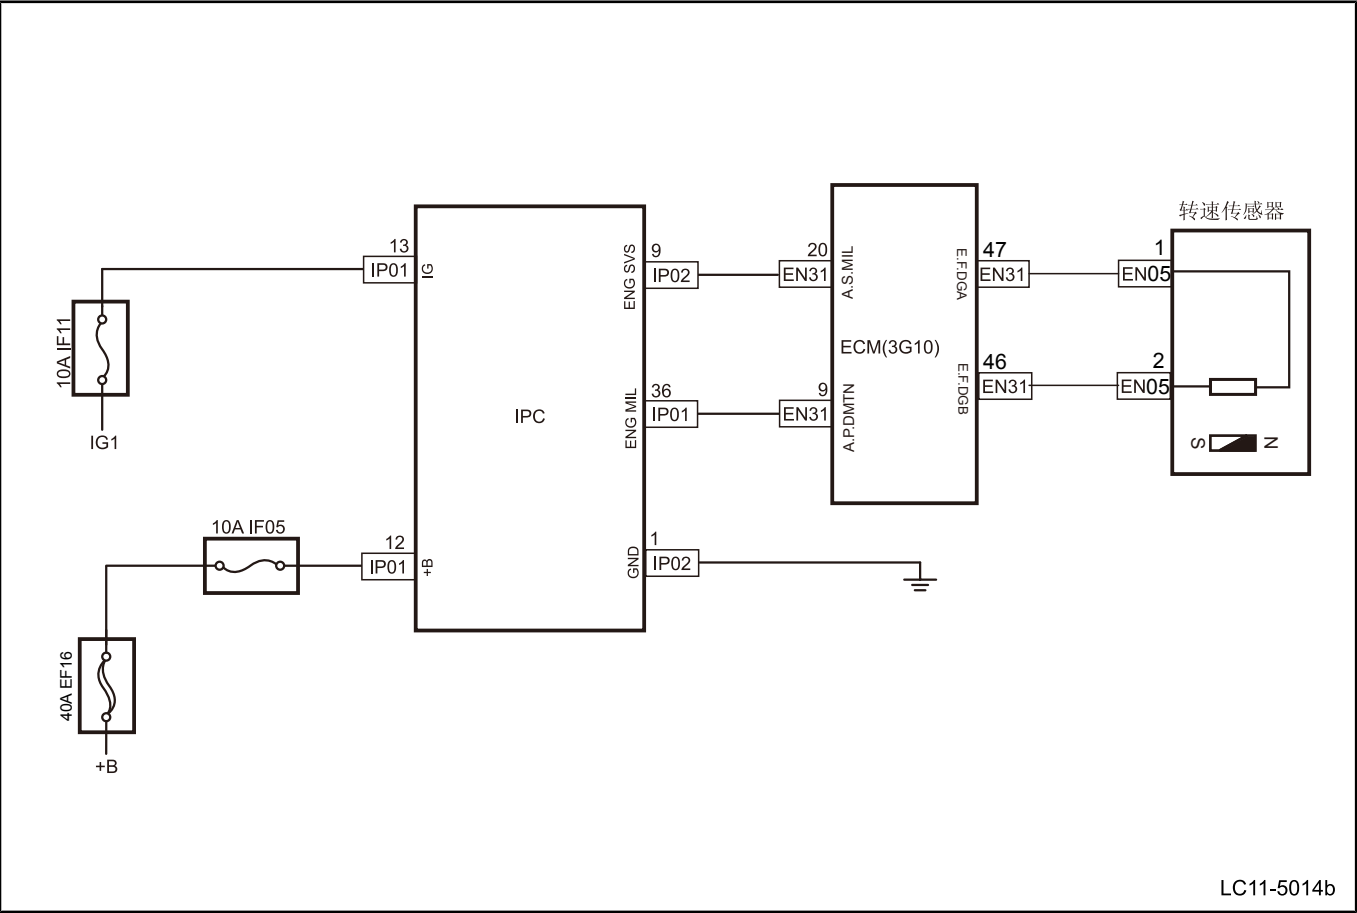 转速传感器
13
IP01
IG
10A IF11
IG1
10A IF05
12
IP01
+B
40A EF16
+B
IPC
9
IP02
ENG SVS
36
IP01
ENG MIL
1
IP02
GND
20
EN31
A.S.MIL
ECM(3G10)
9
EN31
A.P.DMTN
47
EN31
E.F.DGA
46
EN31
E.F.DGB
1
EN05
2
EN05
S N
LC11-5014b